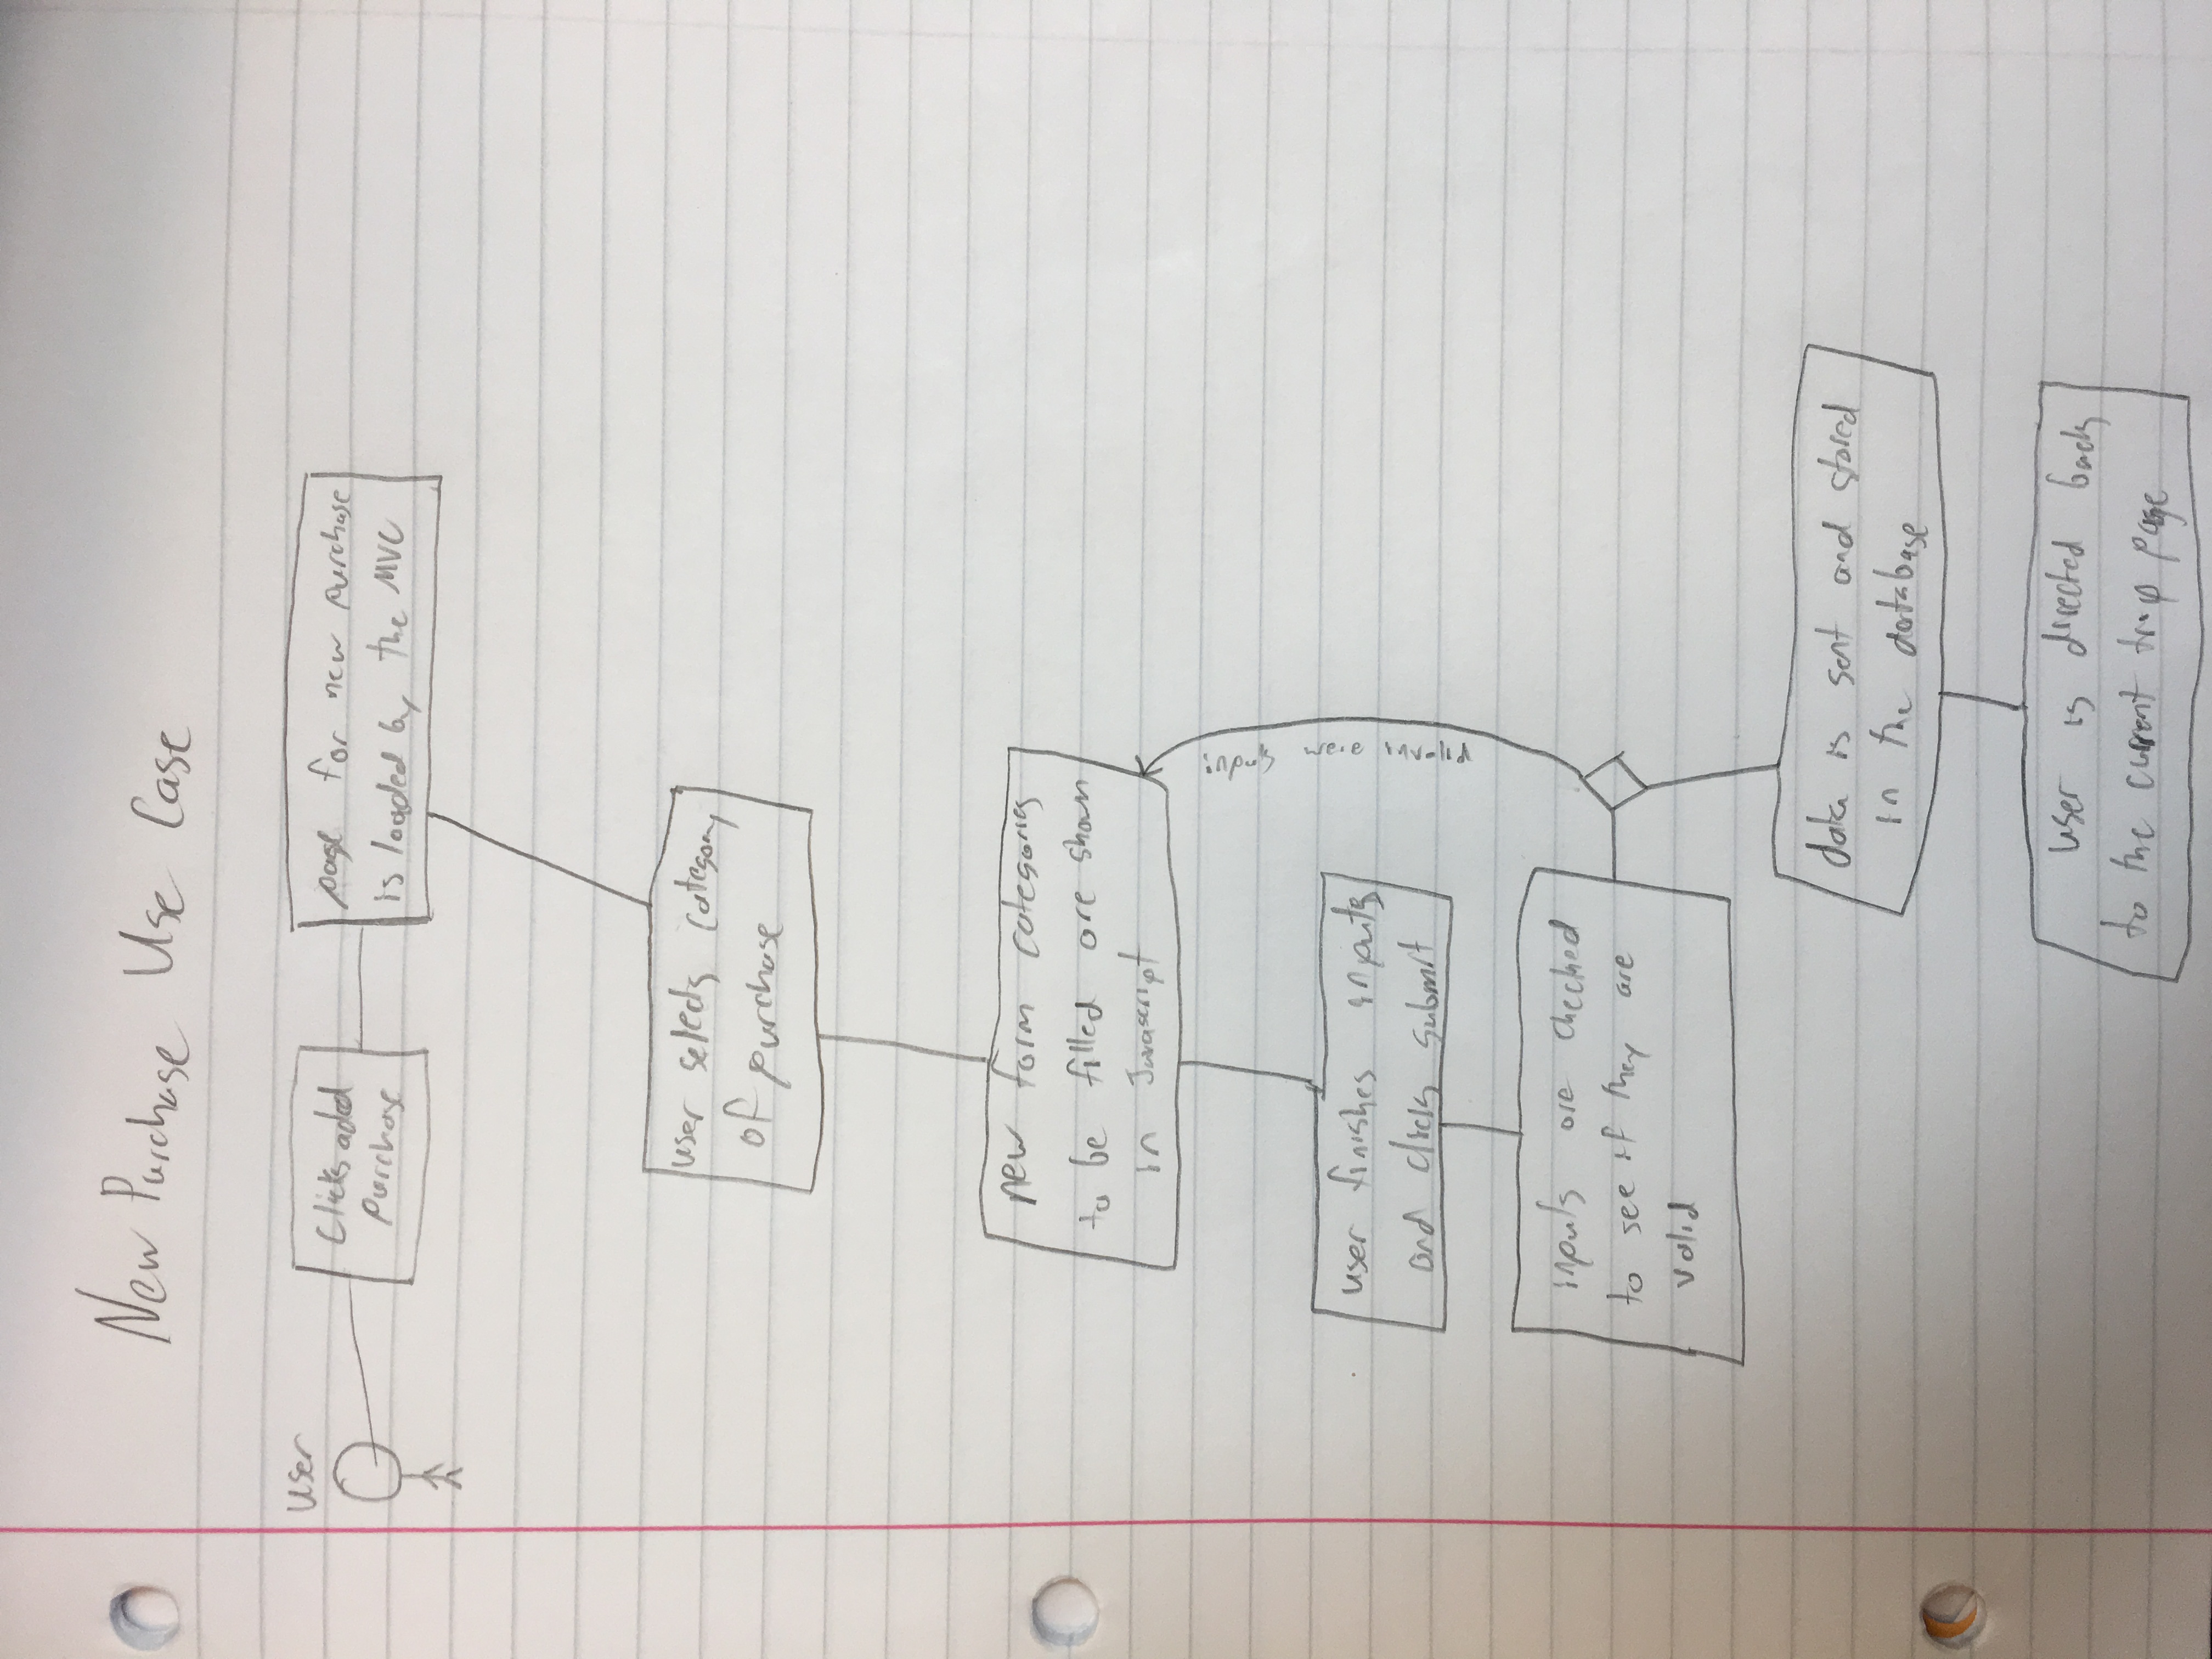 New Purchase Use Case
user
Clicks added
purchase
page for new purchase
is loaded by the MVC
user selects category
of purchase
new form categories
to be filled are shown
in Javascript
inputs were invalid
user finishes inputs
and clicks submit
inputs are checked
to see if they are
valid
data is sent and stored
in the database
user is directed back
to the current trip page